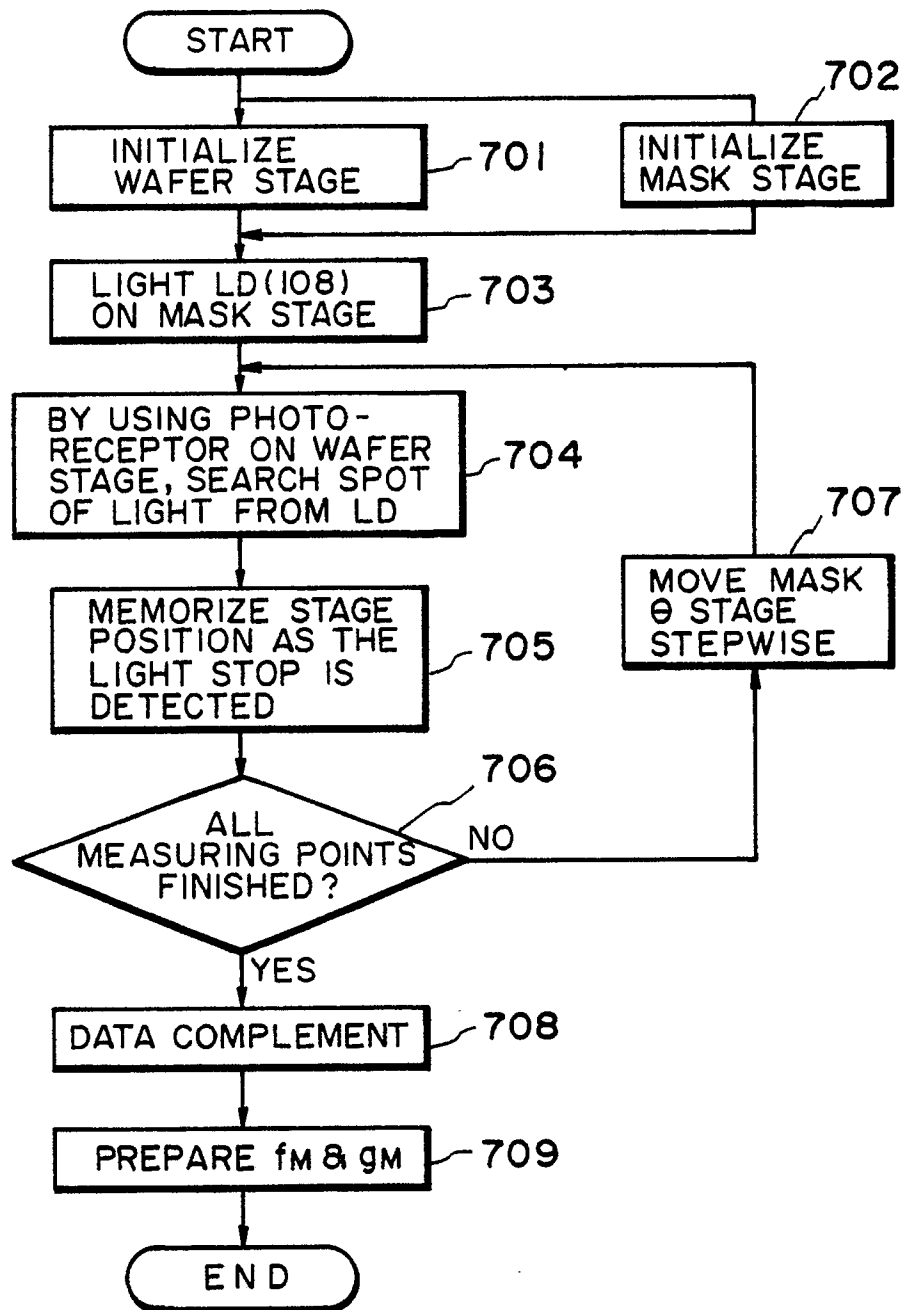 START
702
INITIALIZE
WAFER STAGE
701
INITIALIZE
MASK STAGE
LIGHT LD(108)
ON MASK STAGE
703
BY USING PHOTO-
RECEPTOR ON WAFER
STAGE, SEARCH SPOT
OF LIGHT FROM LD
704
707
MOVE MASK
Θ STAGE
STEPWISE
MEMORIZE STAGE
POSITION AS THE
LIGHT STOP IS
DETECTED
705
706
ALL
MEASURING POINTS
FINISHED?
NO
YES
DATA COMPLEMENT
708
PREPARE fM & gM
709
END